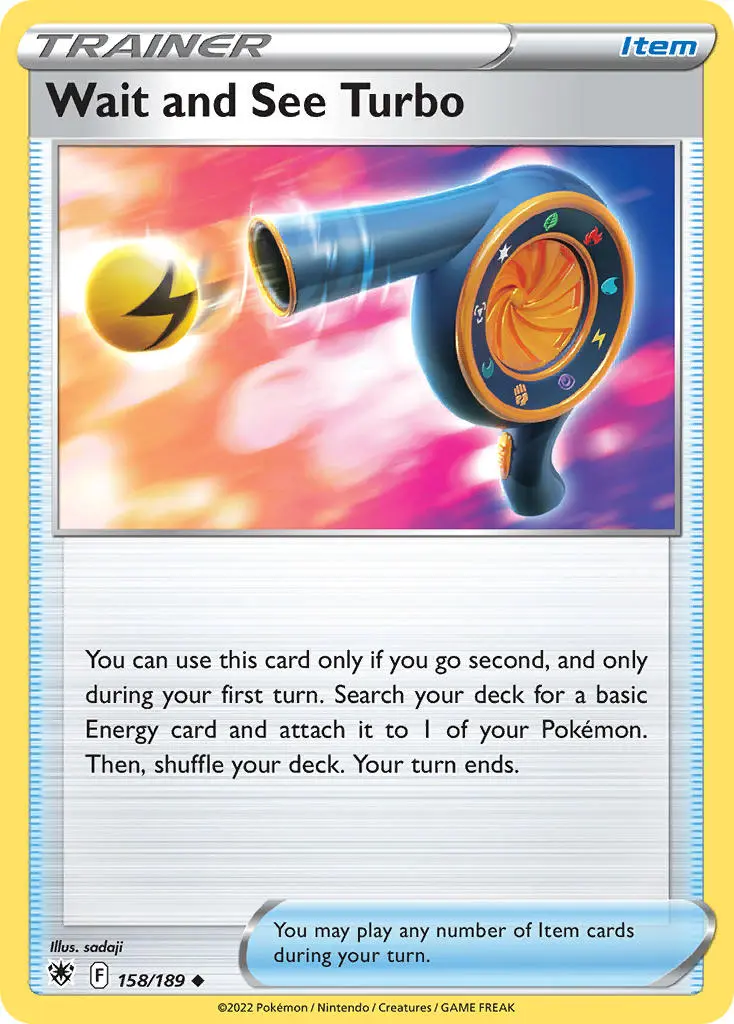 TRAINER
Item
Wait and See Turbo
You can use this card only if you go second, and only
during your first turn. Search your deck for a basic
Energy card and attach it to 1 of your Pokémon.
Then, shuffle your deck. Your turn ends.
You may play any number of Item cards
during your turn.
Illus. sadaji
F 158/189
©2022 Pokémon / Nintendo / Creatures / GAME FREAK